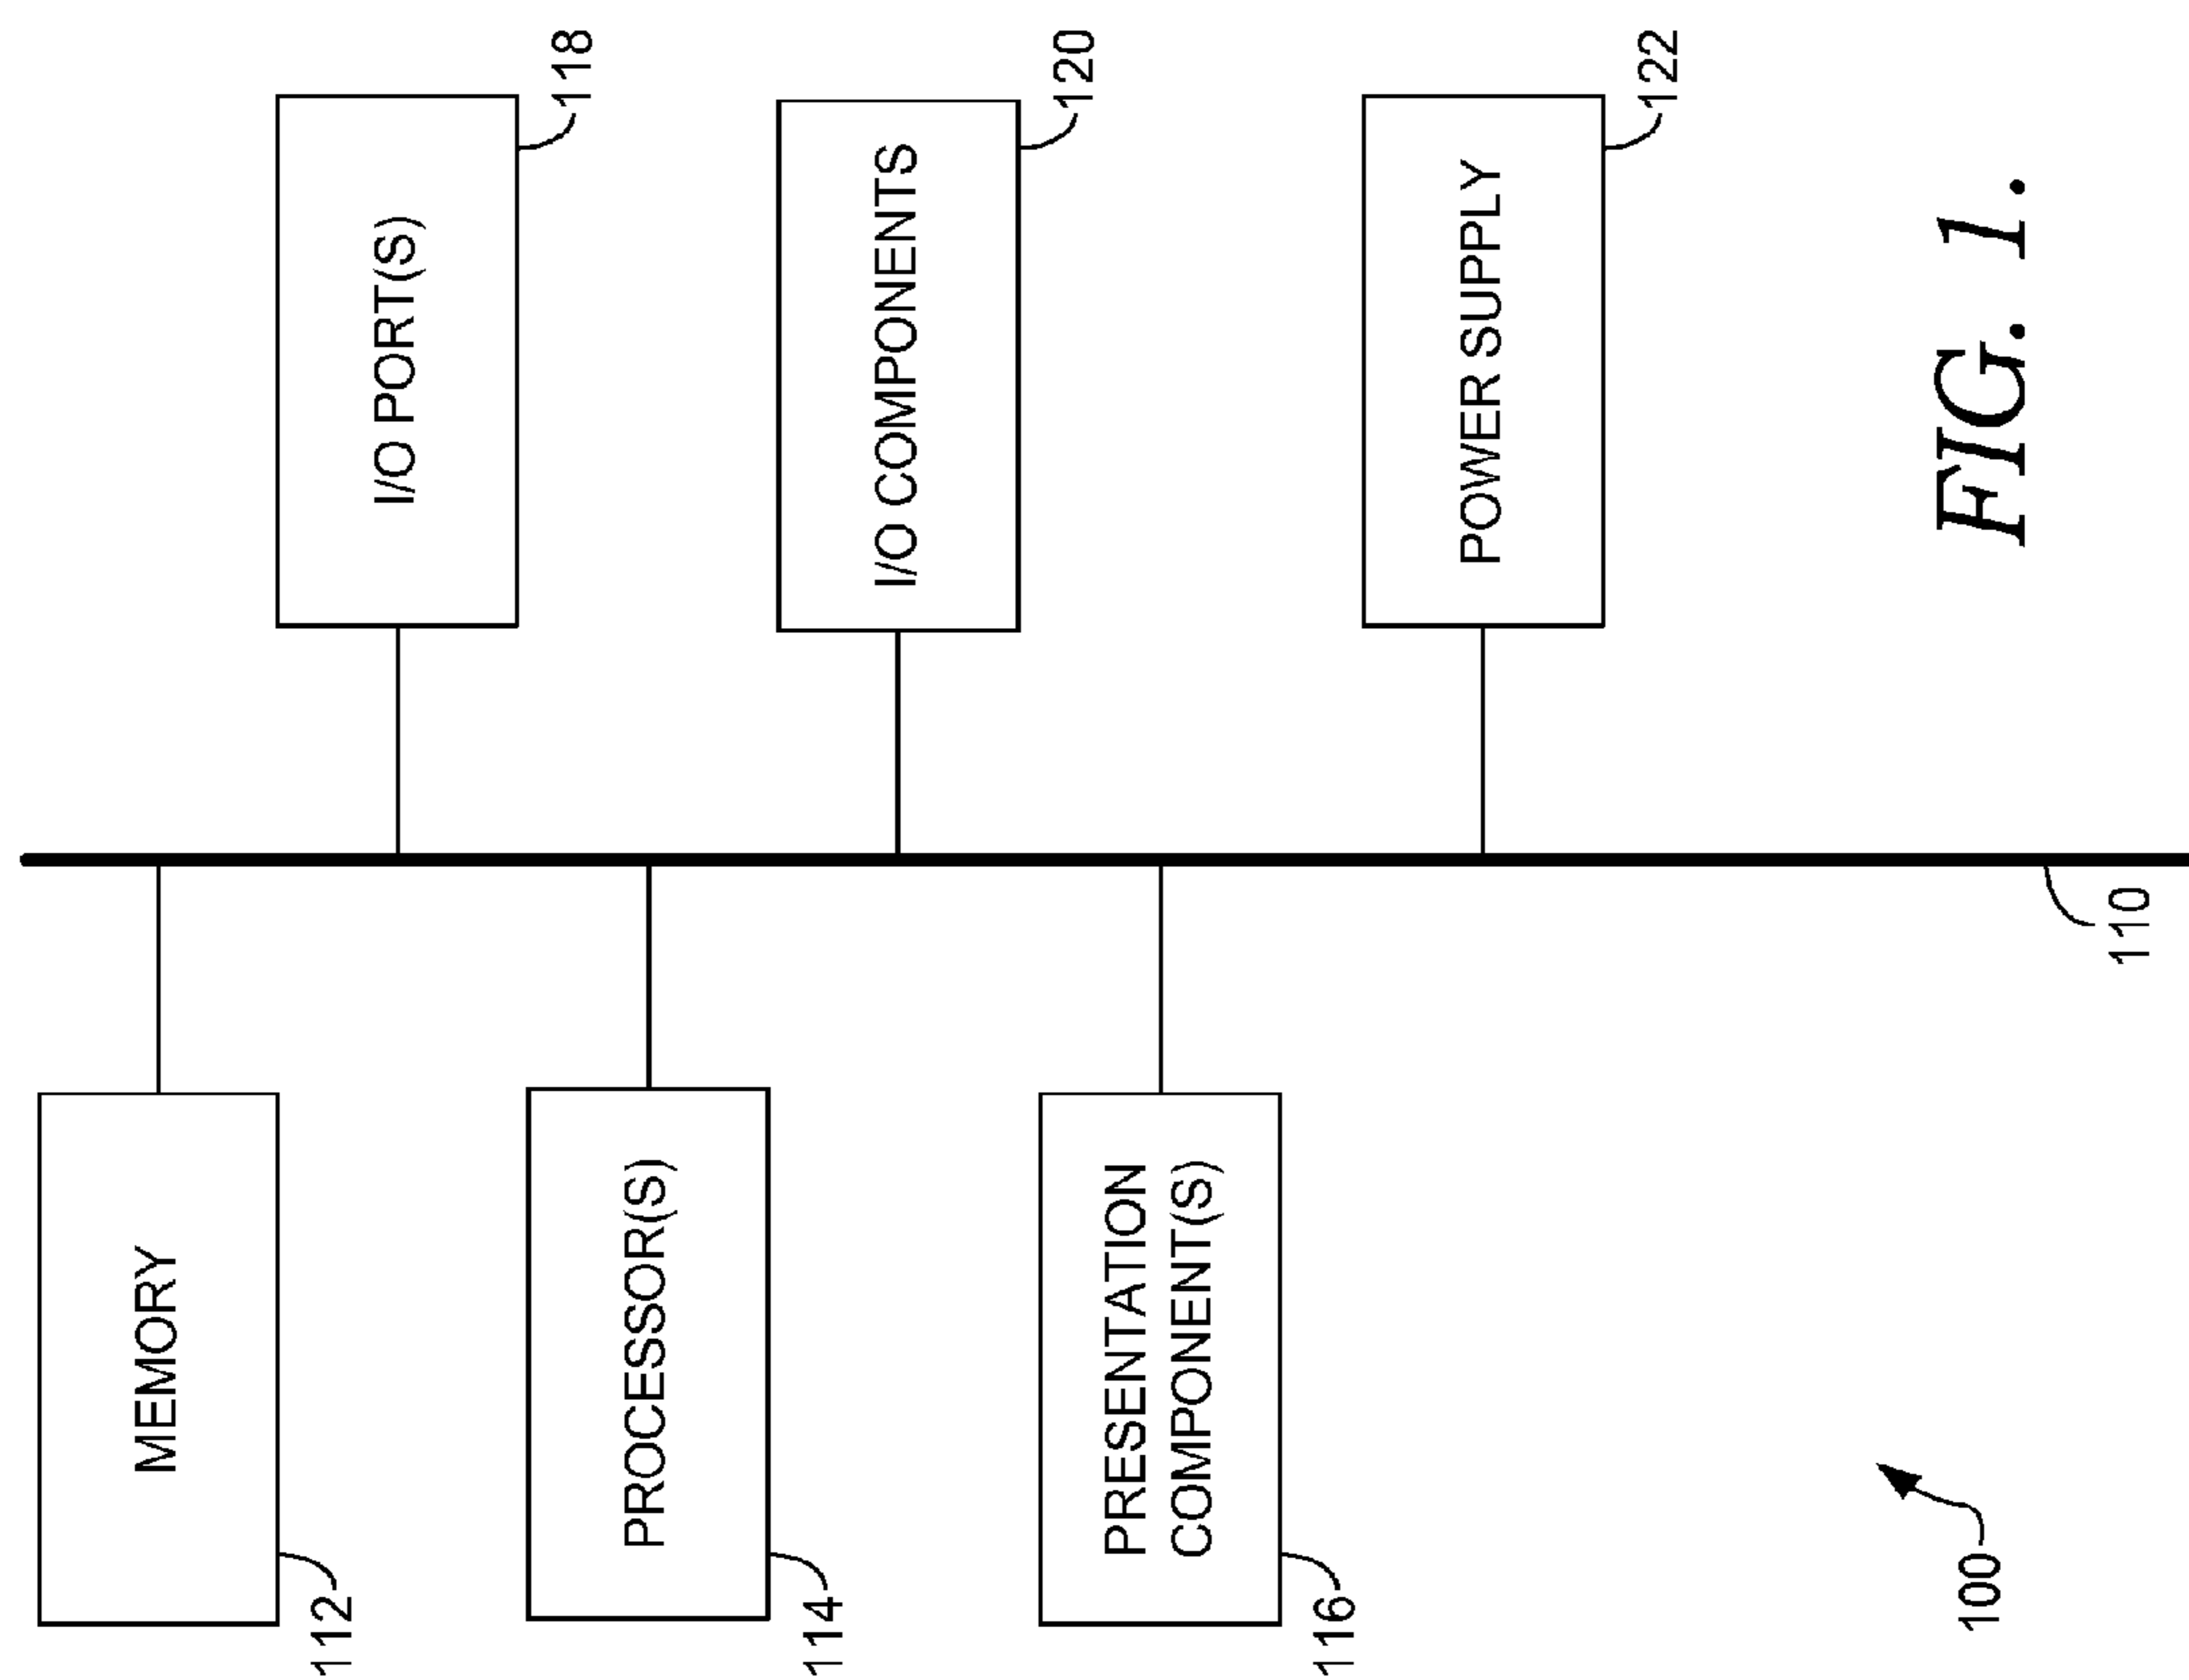 MEMORY
112
PROCESSOR(S)
114
PRESENTATION
COMPONENT(S)
116
I/O PORT(S)
118
I/O COMPONENTS
120
POWER SUPPLY
122
110
100
FIG. 1.